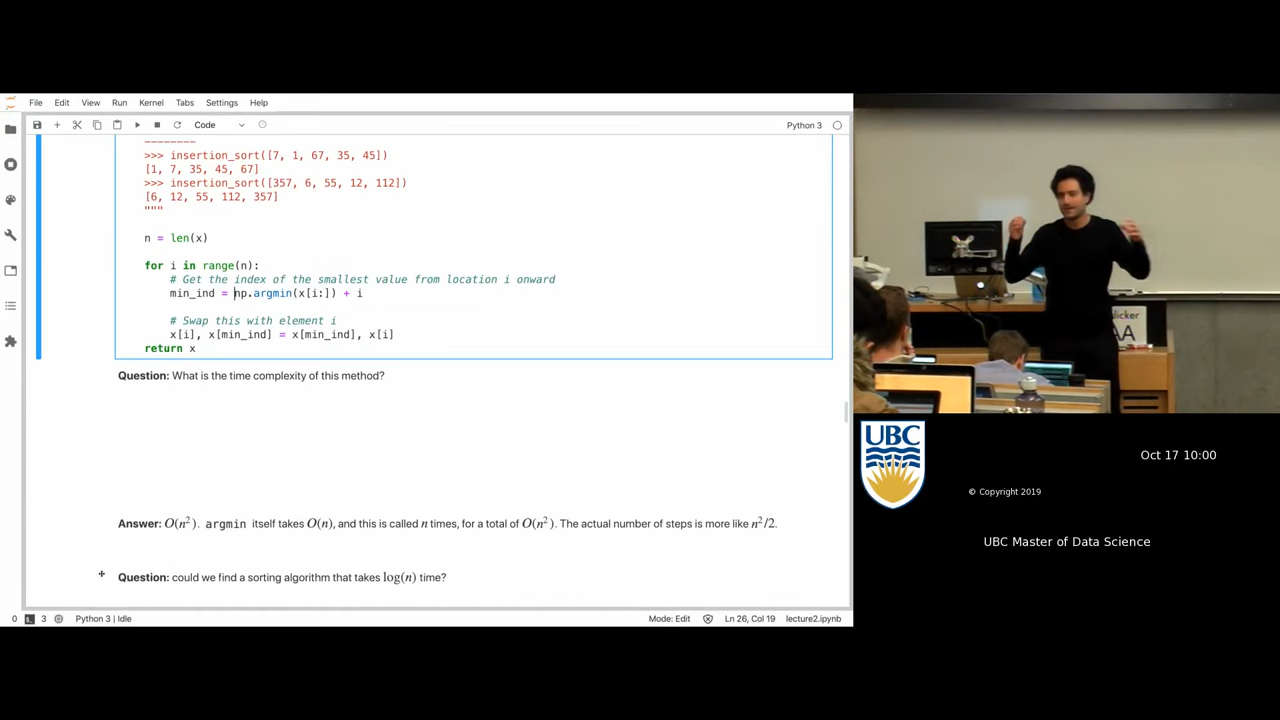 File Edit View Run Kernel Tabs Settings Help
Code
Python 3
--------
>>> insertion_sort([7, 1, 67, 35, 45])
[1, 7, 35, 45, 67]
>>> insertion_sort([357, 6, 55, 12, 112])
[6, 12, 55, 112, 357]
"""
n = len(x)
for i in range(n):
# Get the index of the smallest value from location i onward
min_ind = np.argmin(x[i:]) + i
# Swap this with element i
x[i], x[min_ind] = x[min_ind], x[i]
return x
Question: What is the time complexity of this method?
Answer: O(n²). argmin itself takes O(n), and this is called n times, for a total of O(n²). The actual number of steps is more like n²/2.
Question: could we find a sorting algorithm that takes log(n) time?
0 3 Python 3 | Idle
Mode: Edit Ln 26, Col 19 lecture2.ipynb
AA
UBC
Oct 17 10:00
© Copyright 2019
UBC Master of Data Science